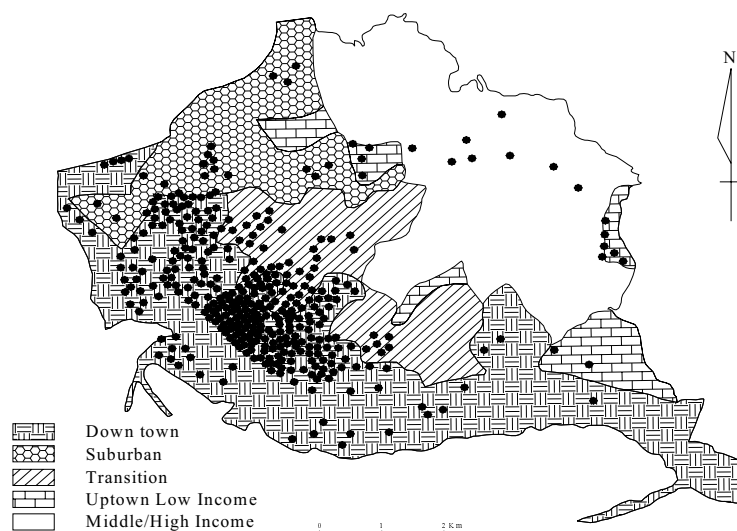 N
Down town
Suburban
Transition
Uptown Low Income
Middle/High Income
0 1 2 Km